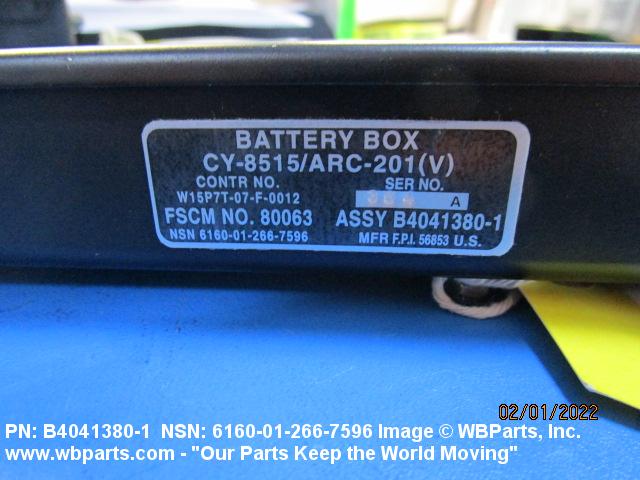 BATTERY BOX
CY-8515/ARC-201(V)
CONTR NO. SER NO.
W15P7T-07-F-0012 A
FSCM NO. 80063 ASSY B4041380-1
NSN 6160-01-266-7596 MFR F.P.I. 56853 U.S.
02/01/2022
PN: B4041380-1 NSN: 6160-01-266-7596 Image © WBParts, Inc.
www.wbparts.com - "Our Parts Keep the World Moving"